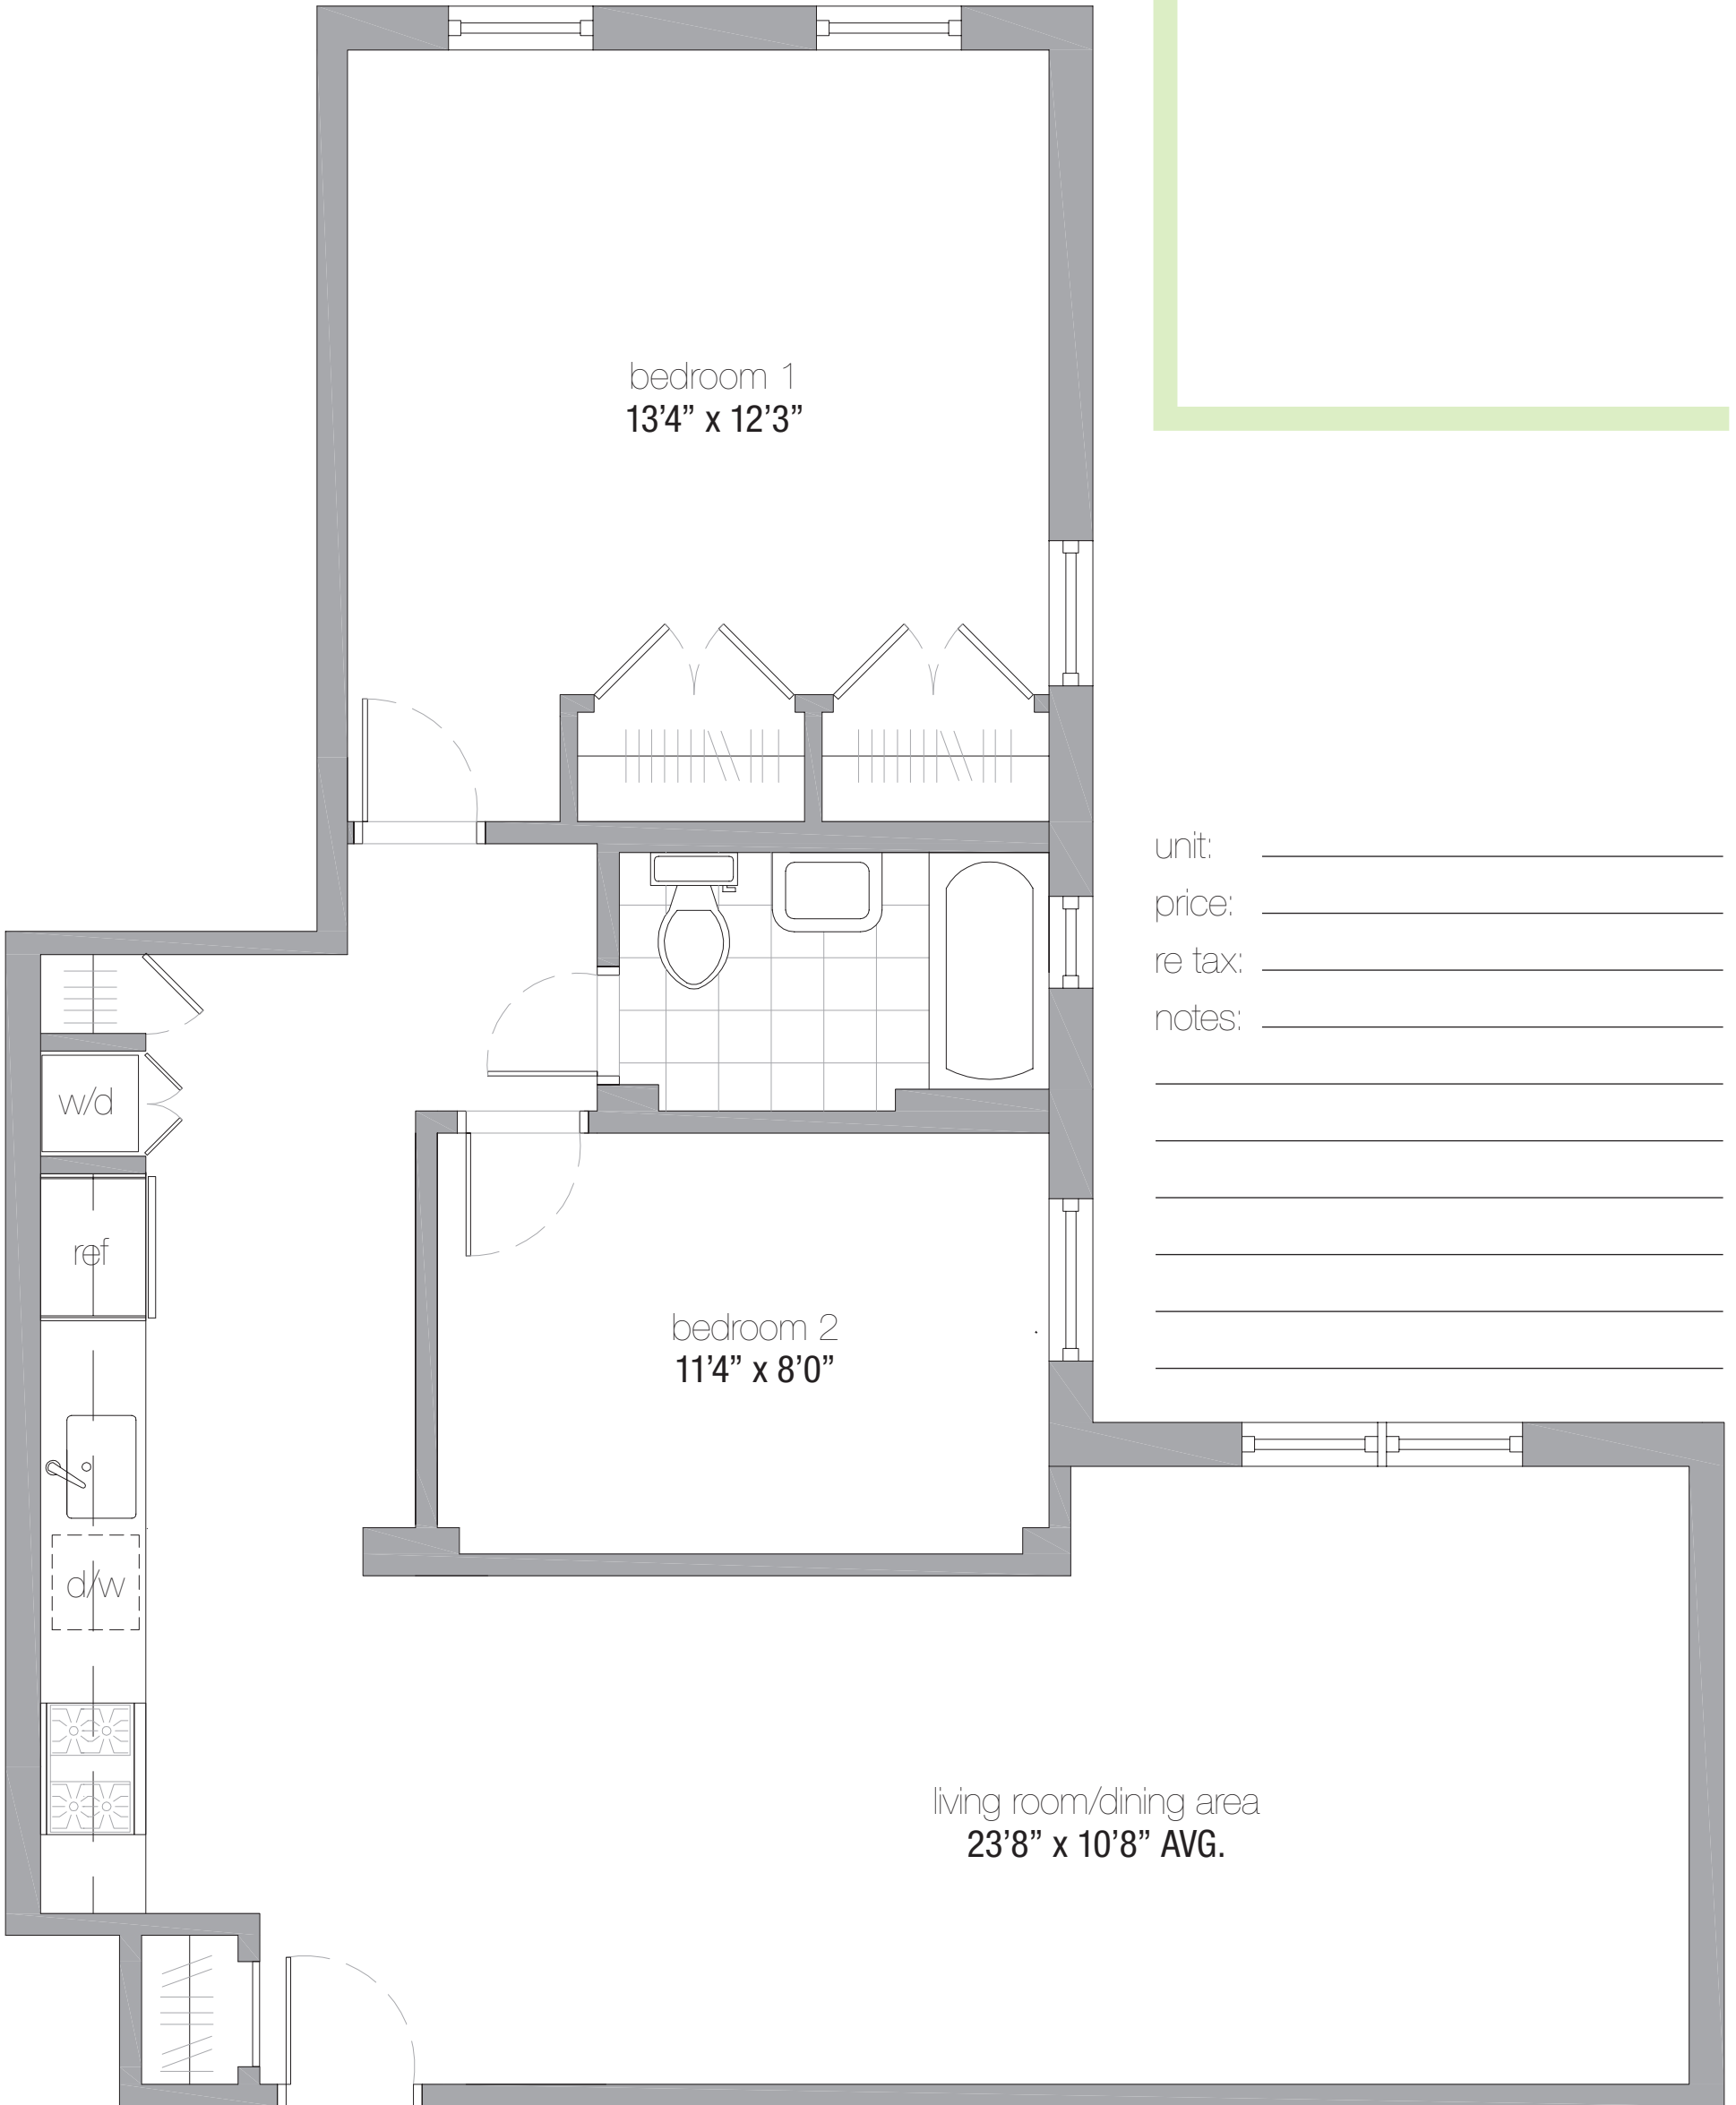 bedroom 1
13’4” x 12’3”
unit:
price:
re tax:
notes:
w/d
ref
bedroom 2
11’4” x 8’0”
d/w
living room/dining area
23’8” x 10’8” AVG.